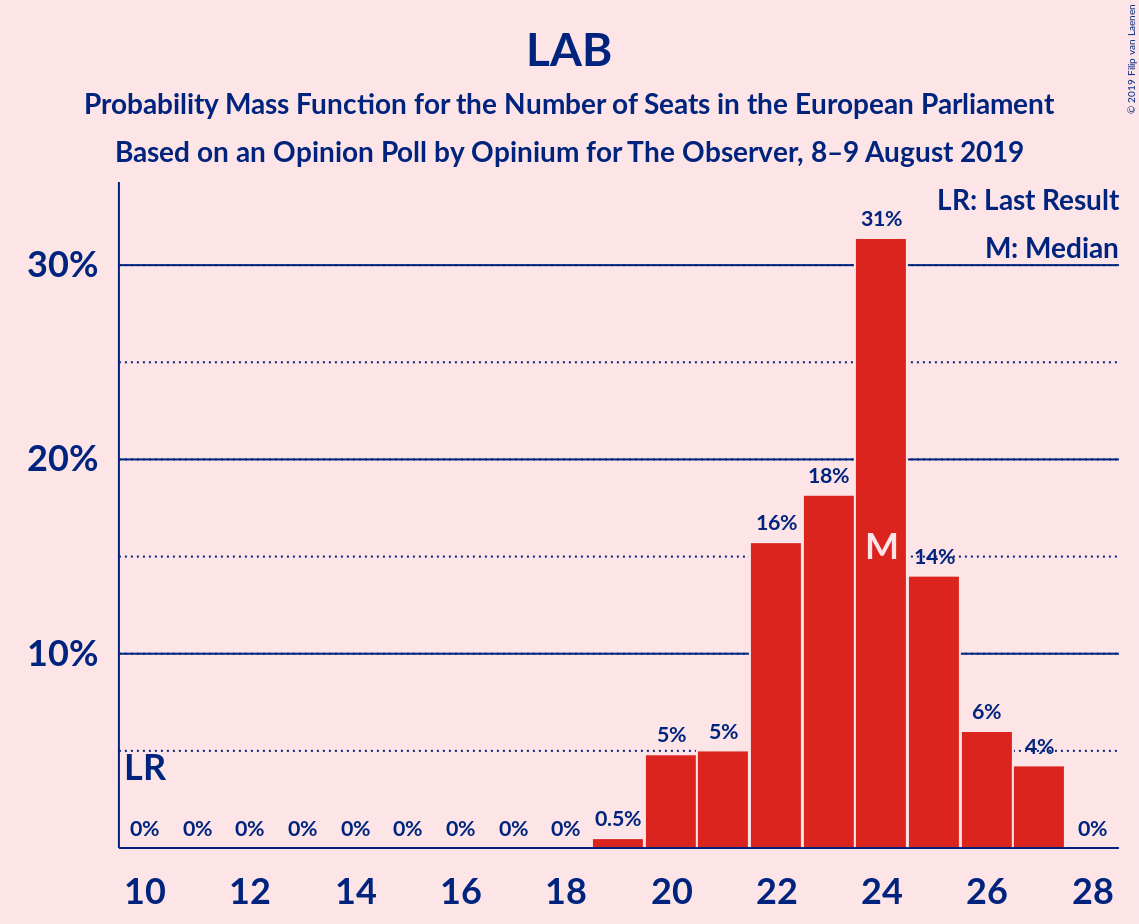 LAB
Probability Mass Function for the Number of Seats in the European Parliament
Based on an Opinion Poll by Opinium for The Observer, 8–9 August 2019
© 2019 Filip van Laenen
LR: Last Result
M: Median
31%
30%
20%
18%
16%
M
14%
10%
6%
5%
5%
4%
LR
0.5%
0% 0% 0% 0% 0% 0% 0% 0% 0% 0%
10 12 14 16 18 20 22 24 26 28